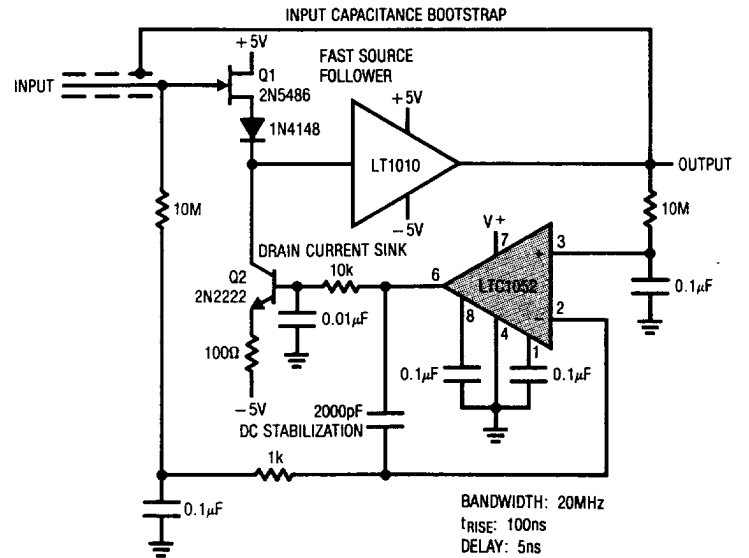 INPUT CAPACITANCE BOOTSTRAP
+5V
FAST SOURCE
FOLLOWER
INPUT
Q1
2N5486
1N4148
+5V
LT1010
-5V
OUTPUT
10M
10M
DRAIN CURRENT SINK
Q2
2N2222
10k
0.01µF
100Ω
-5V
V+
7
3
+
6
LTC1052
2
−
8
4
1
0.1µF
0.1µF
0.1µF
2000pF
DC STABILIZATION
1k
0.1µF
BANDWIDTH: 20MHz
tRISE: 100ns
DELAY: 5ns